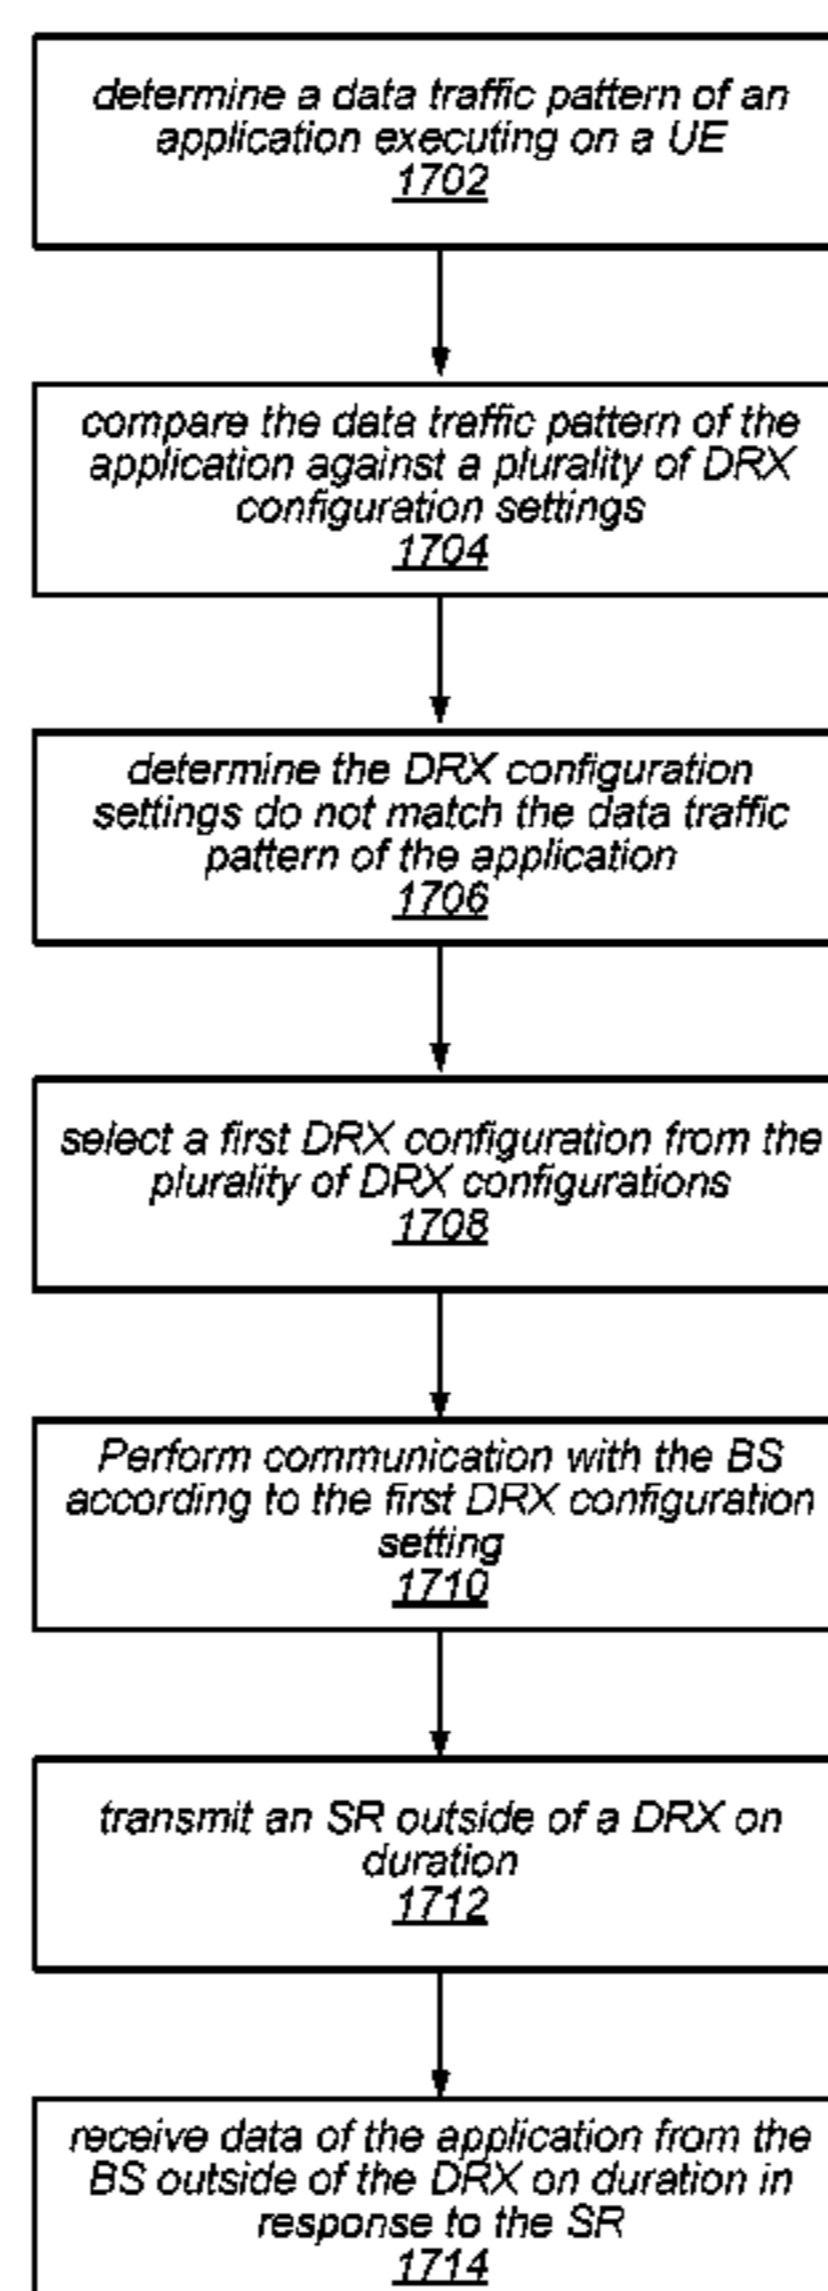 determine a data traffic pattern of an
application executing on a UE
1702
compare the data traffic pattern of the
application against a plurality of DRX
configuration settings
1704
determine the DRX configuration
settings do not match the data traffic
pattern of the application
1706
select a first DRX configuration from the
plurality of DRX configurations
1708
Perform communication with the BS
according to the first DRX configuration
setting
1710
transmit an SR outside of a DRX on
duration
1712
receive data of the application from the
BS outside of the DRX on duration in
response to the SR
1714